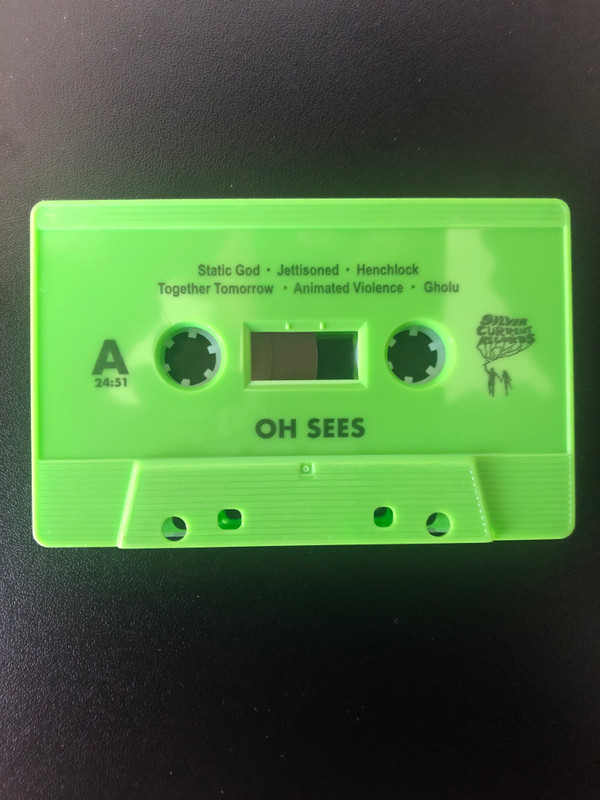 Static God · Jettisoned · Henchlock
Together Tomorrow · Animated Violence · Gholu
A
24:51
SILVER
CURRENT
RECORDS
OH SEES